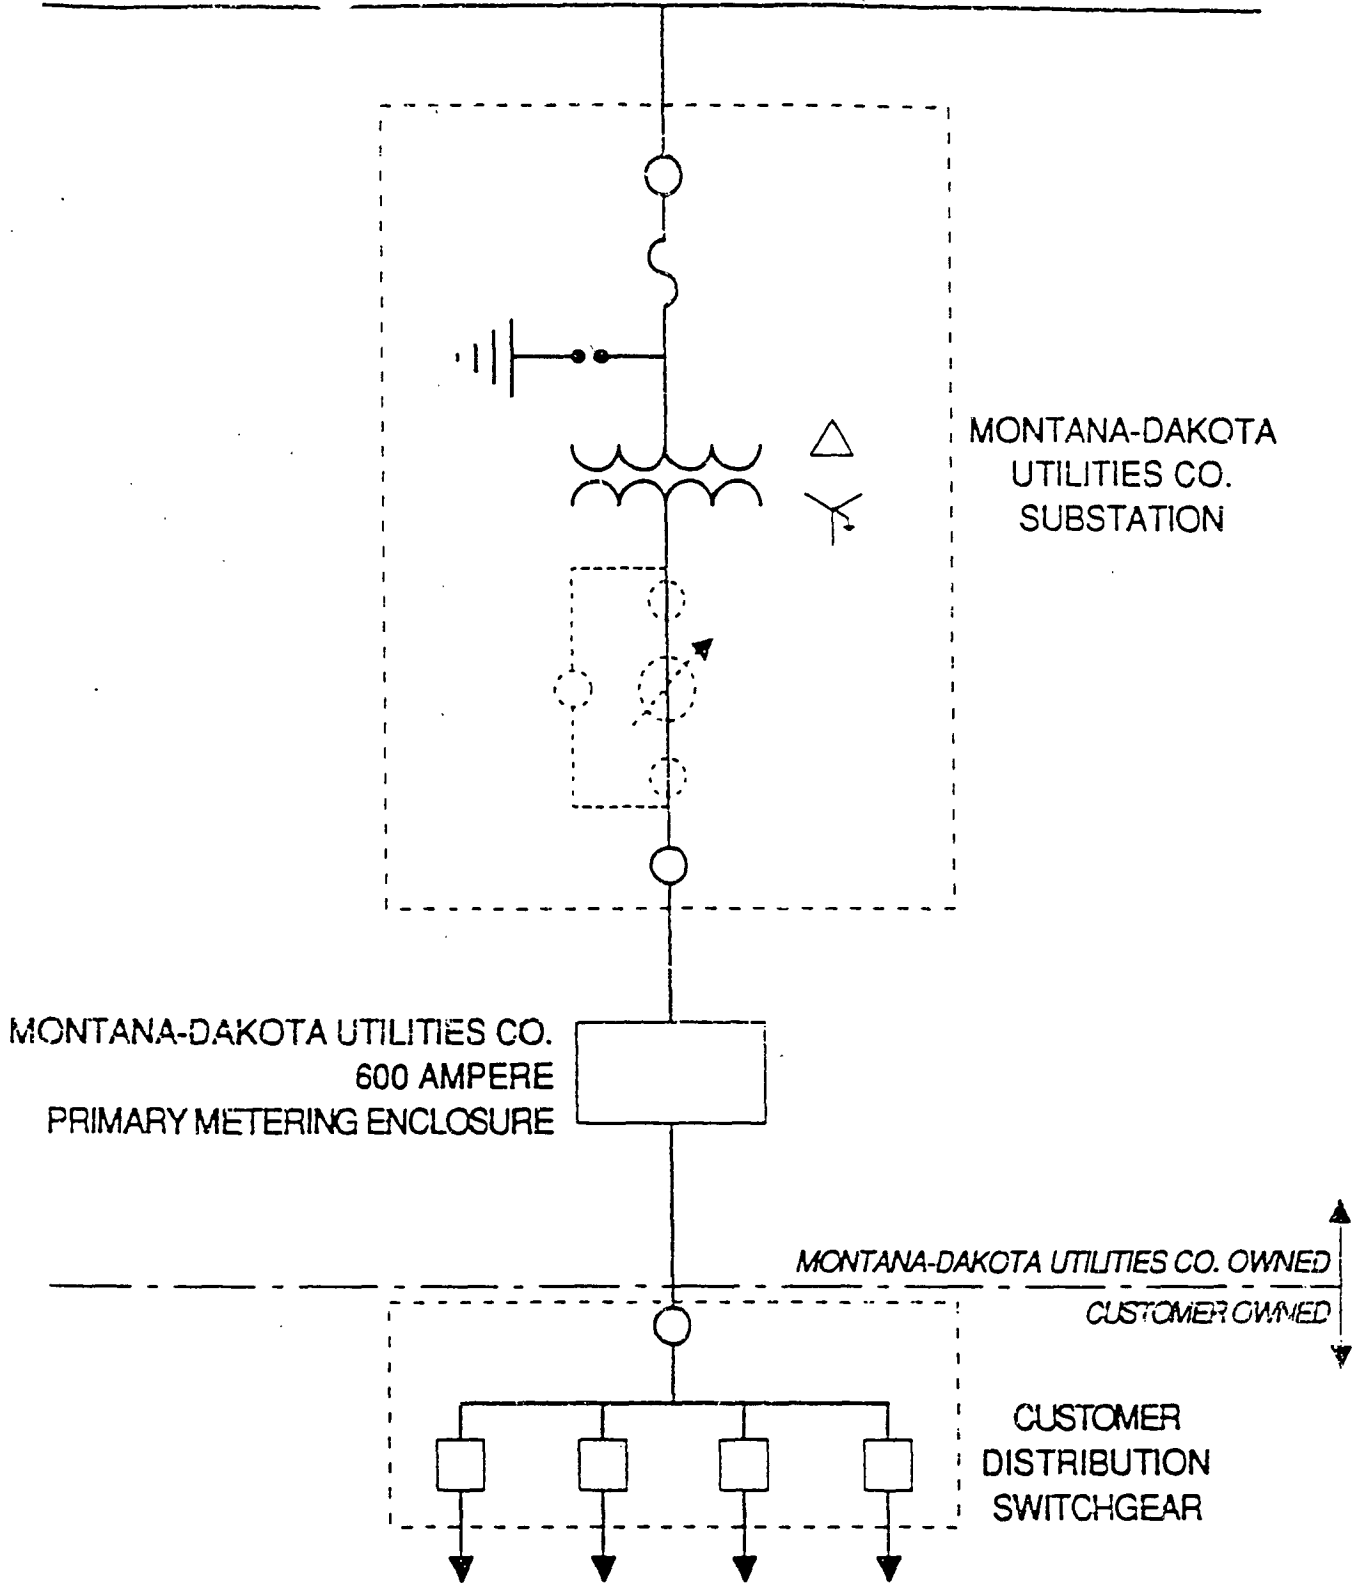 MONTANA-DAKOTA
UTILITIES CO.
SUBSTATION
MONTANA-DAKOTA UTILITIES CO.
600 AMPERE
PRIMARY METERING ENCLOSURE
MONTANA-DAKOTA UTILITIES CO. OWNED
CUSTOMER OWNED
CUSTOMER
DISTRIBUTION
SWITCHGEAR